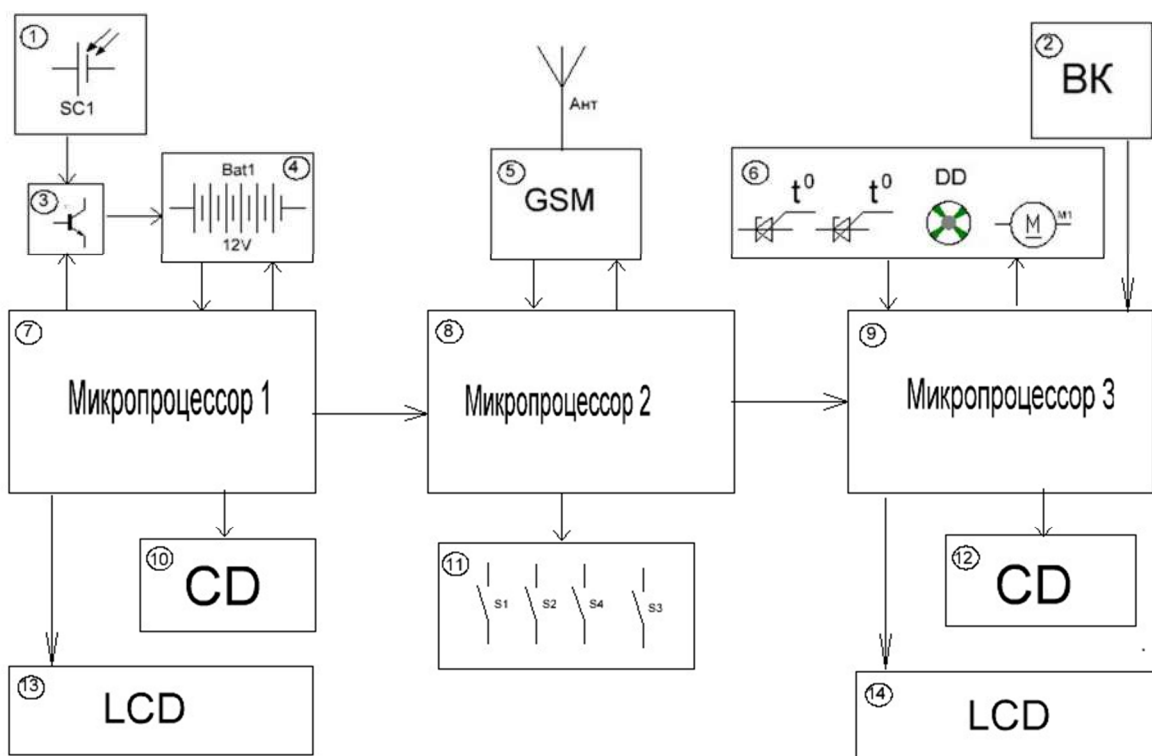 1
SC1
2
ВК
Ант
3
Bat1
4
12V
5
GSM
6
t⁰
t⁰
DD
M
M1
7
Микропроцессор 1
8
Микропроцессор 2
9
Микропроцессор 3
10
CD
11
S1
S2
S4
S3
12
CD
13
LCD
14
LCD